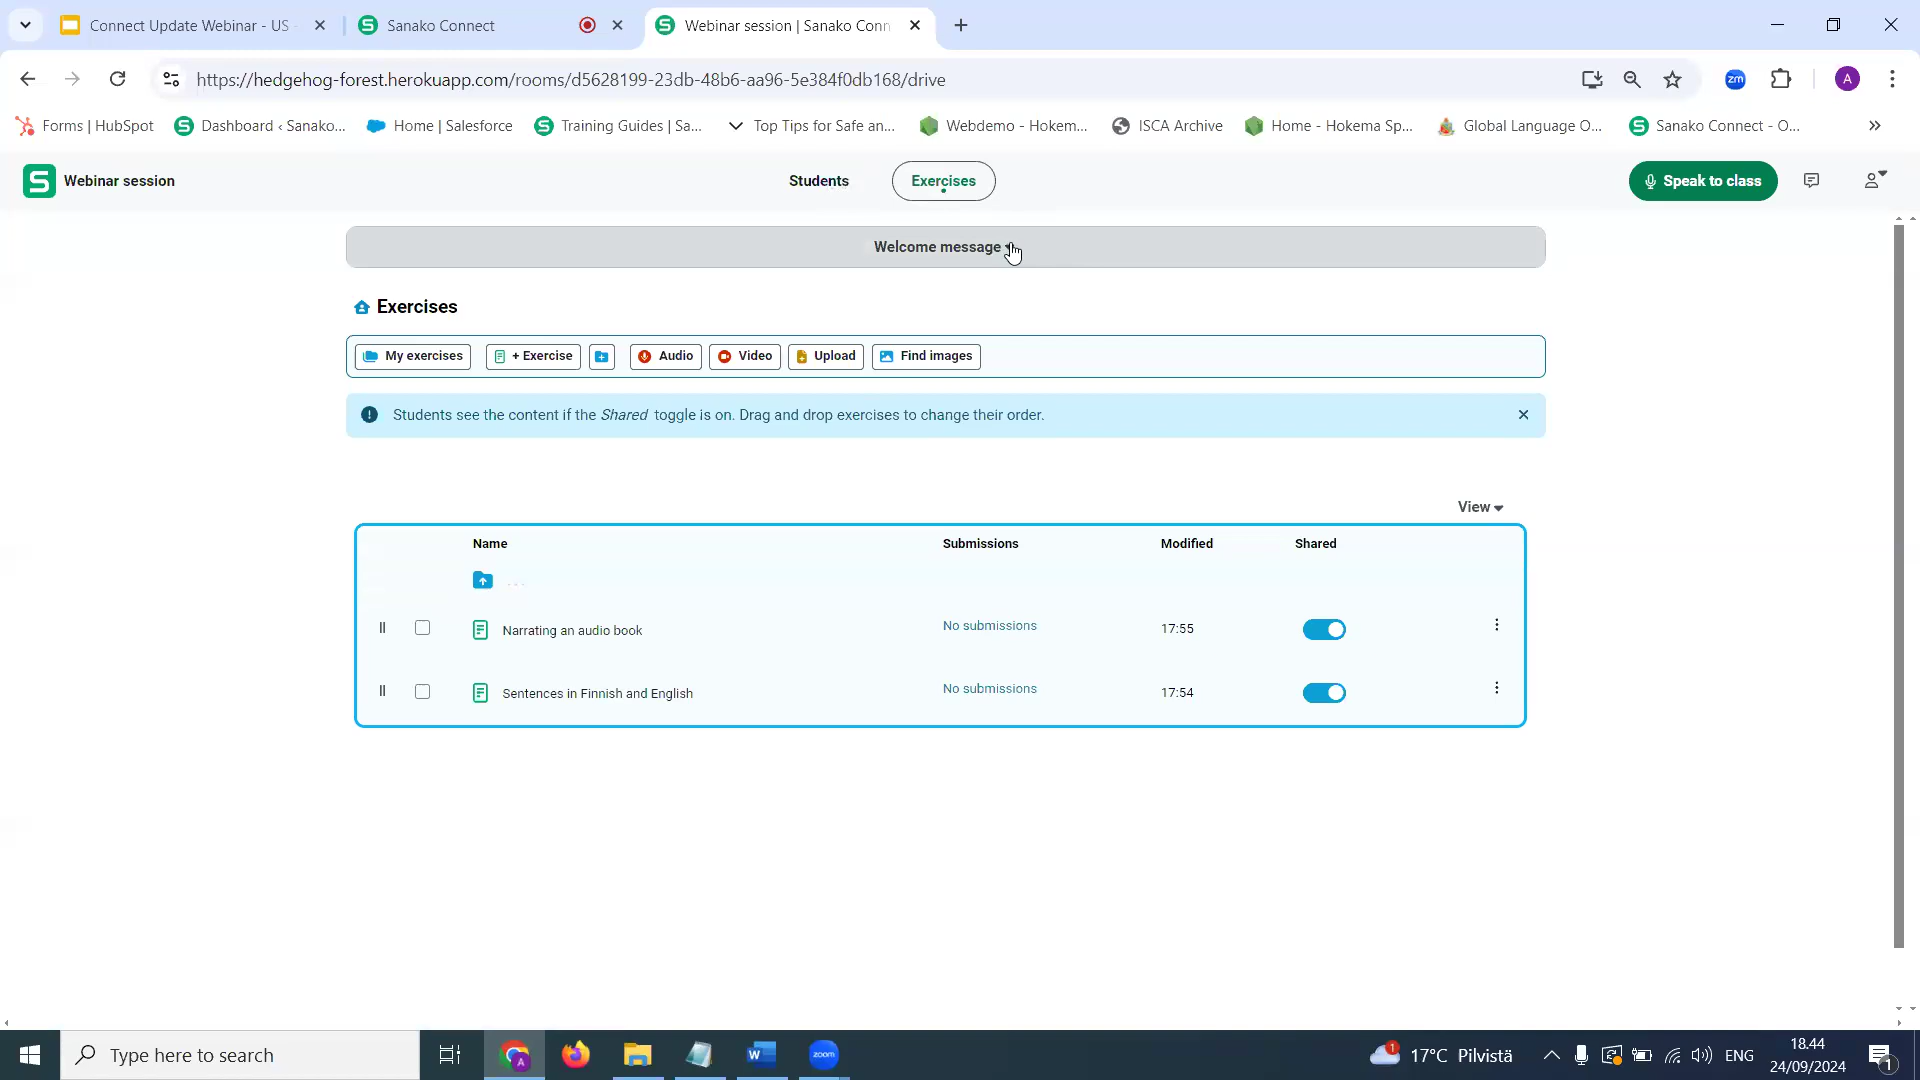 Connect Update Webinar - US
Sanako Connect
Webinar session | Sanako Conn
https://hedgehog-forest.herokuapp.com/rooms/d5628199-23db-48b6-aa96-5e384f0db168/drive
zm
A
Forms | HubSpot
Dashboard ‹ Sanako...
Home | Salesforce
Training Guides | Sa...
Top Tips for Safe an...
Webdemo - Hokem...
ISCA Archive
Home - Hokema Sp...
Global Language O...
Sanako Connect - O...
Webinar session
Students
Exercises
Speak to class
Welcome message
Exercises
My exercises
+ Exercise
Audio
Video
Upload
Find images
Students see the content if the Shared toggle is on. Drag and drop exercises to change their order.
View
Name Submissions Modified Shared
. . .
Narrating an audio book No submissions 17:55
Sentences in Finnish and English No submissions 17:54
Type here to search
zoom
1
17°C Pilvistä
ENG
18.44
24/09/2024
1